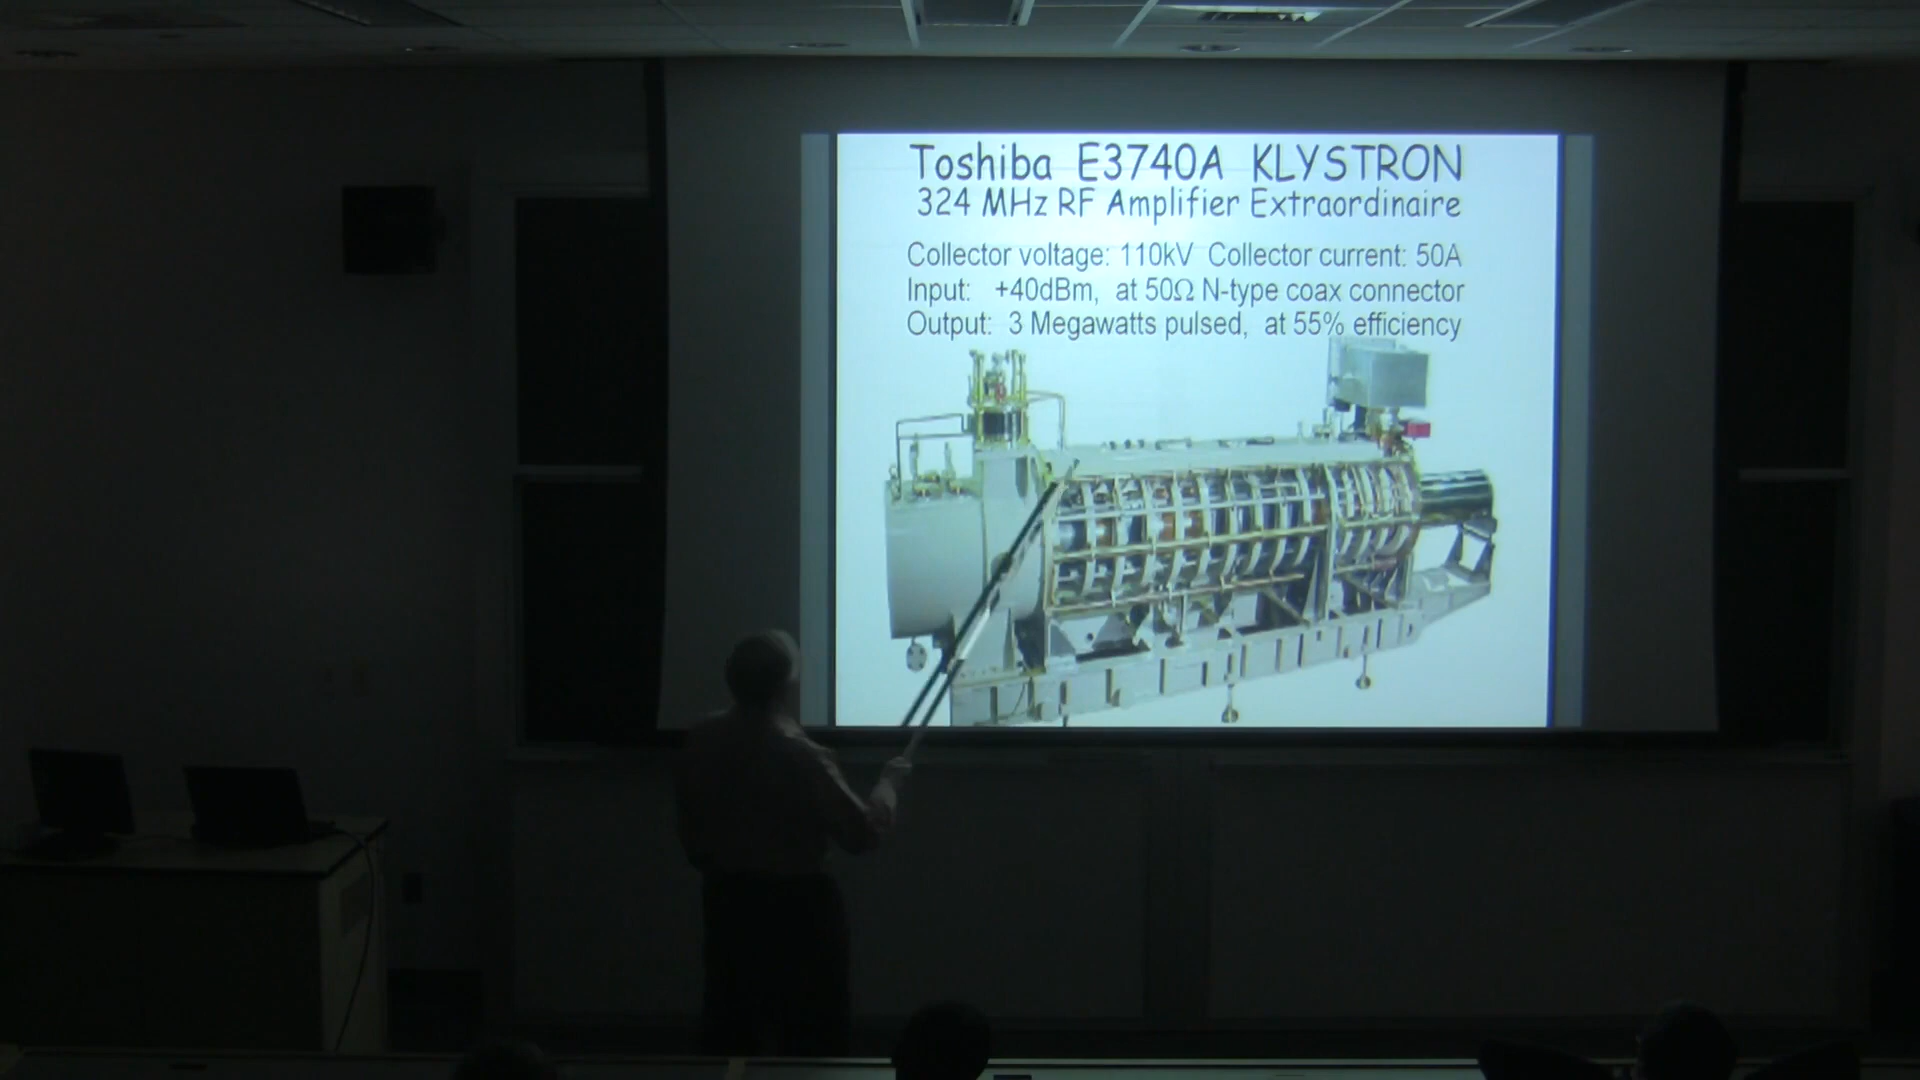 Toshiba E3740A KLYSTRON
324 MHz RF Amplifier Extraordinaire
Collector voltage: 110kV Collector current: 50A
Input: +40dBm, at 50Ω N-type coax connector
Output: 3 Megawatts pulsed, at 55% efficiency